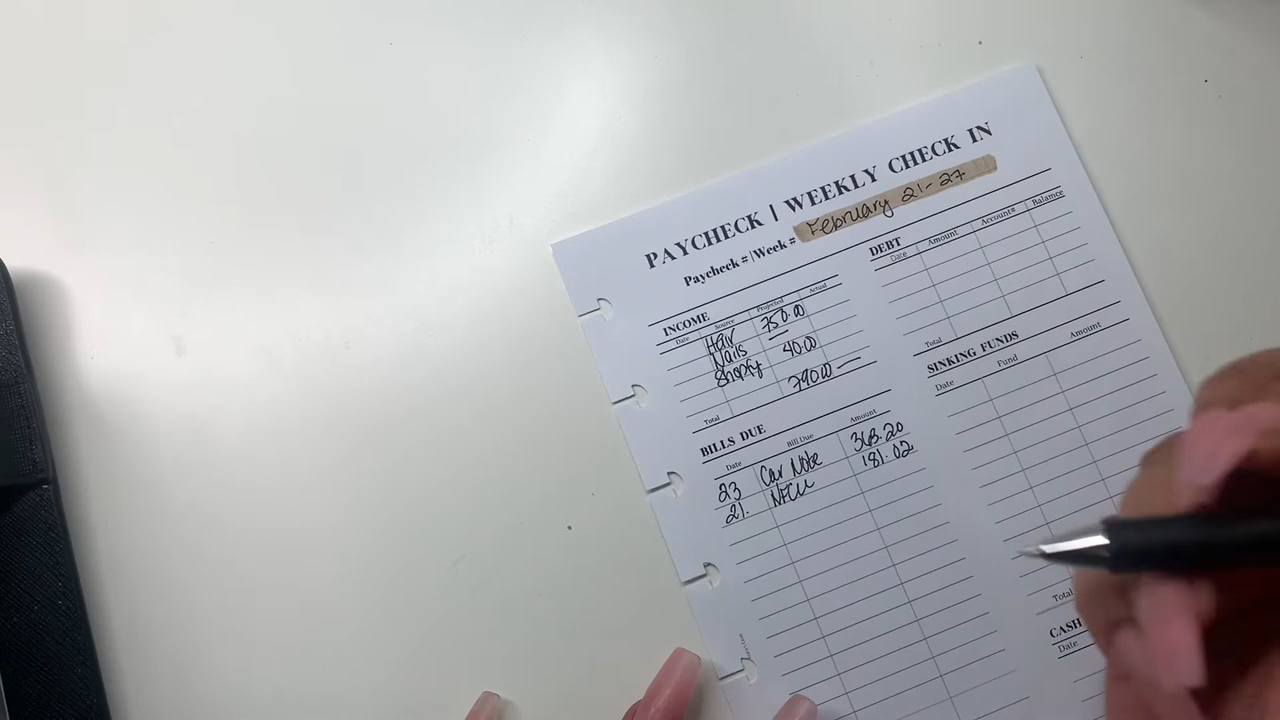 PAYCHECK | WEEKLY CHECK IN
Paycheck # |Week # February 21-27
INCOME
Date Source Projected Actual
Hair 750.00
Nails
Shopify 40.00
Total 790.00
BILLS DUE
Date Bill Due Amount
23 Car Note 363.20
21. NFCU 181.02
DEBT
Date Amount Account# Balance
Total
SINKING FUNDS
Date Fund Amount
Total
CASH
Date